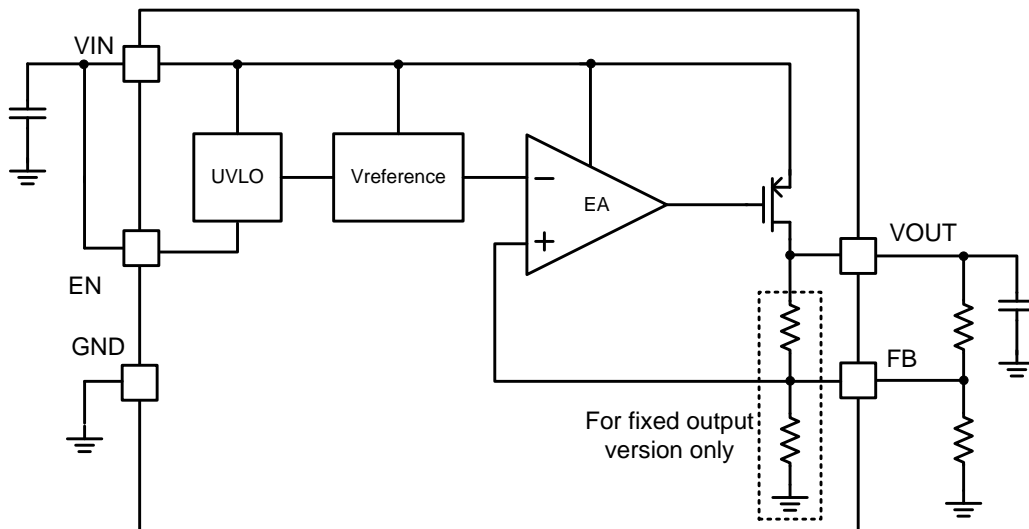 VIN
UVLO
Vreference
−
EA
+
VOUT
EN
GND
FB
For fixed output
version only